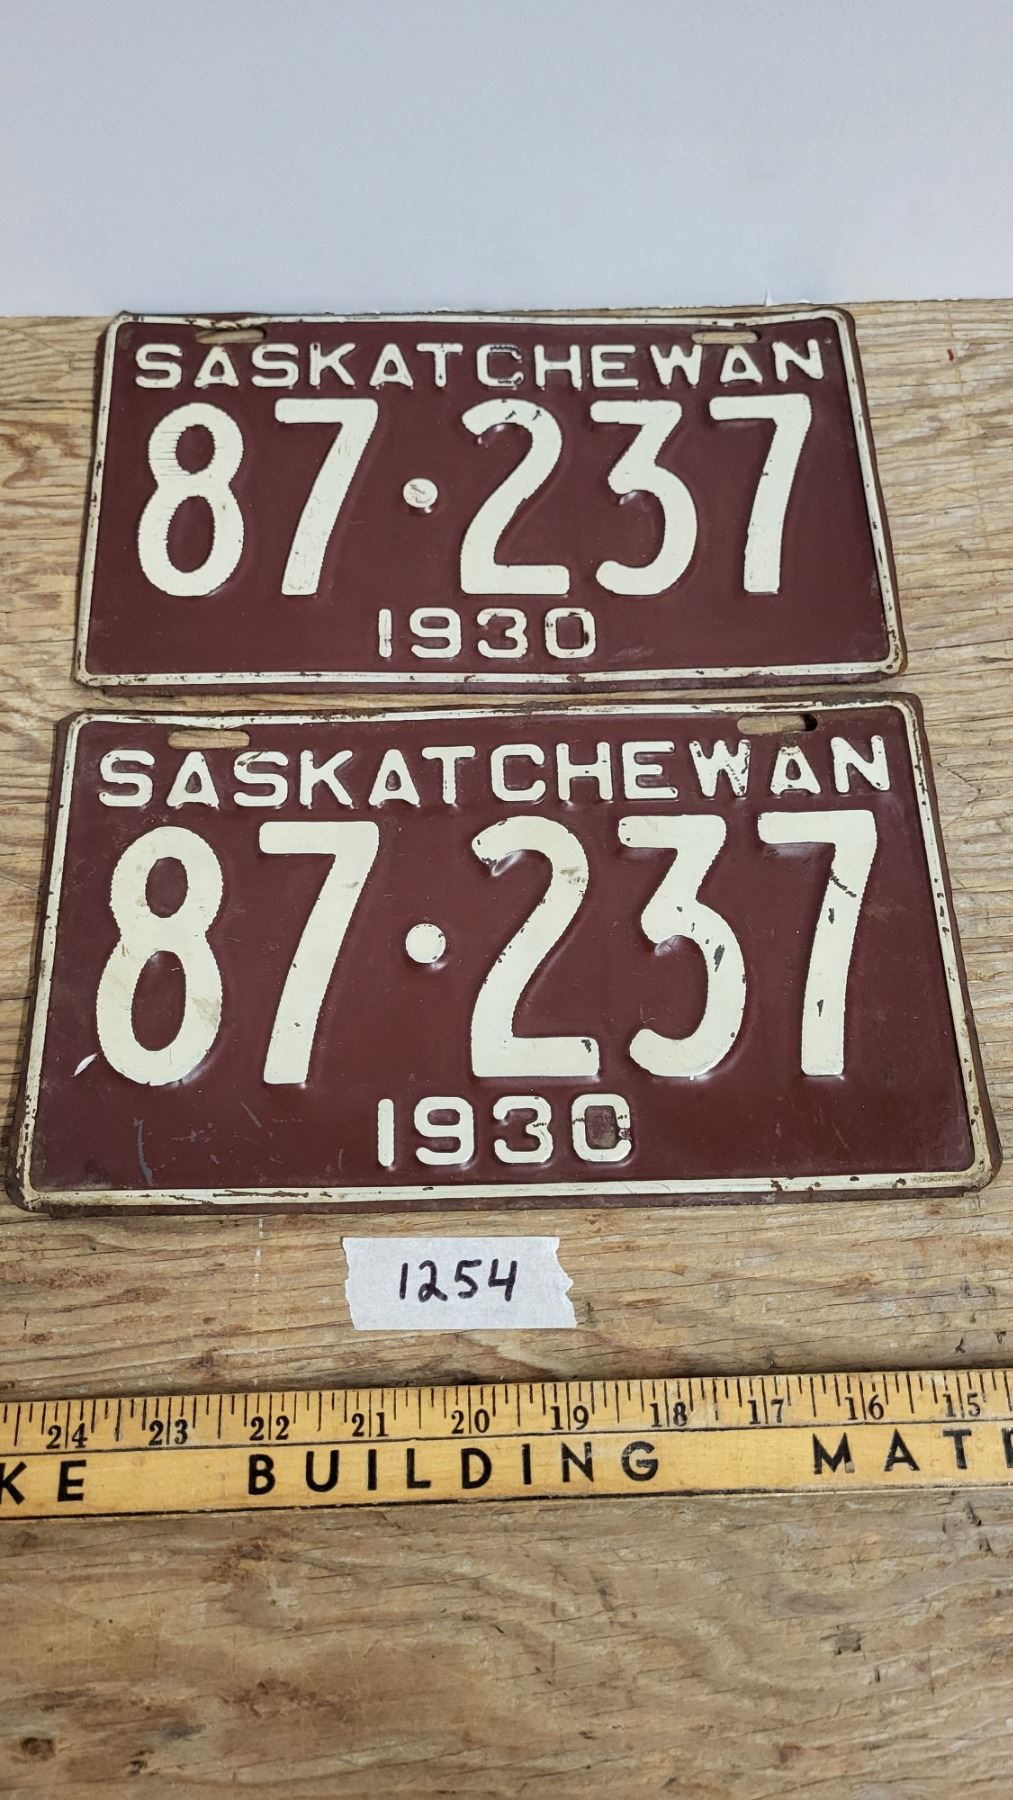 SASKATCHEWAN
87·237
1930
SASKATCHEWAN
87·237
1930
1254
24 23 22 21 20 19 18 17 16 15
KE BUILDING MAT